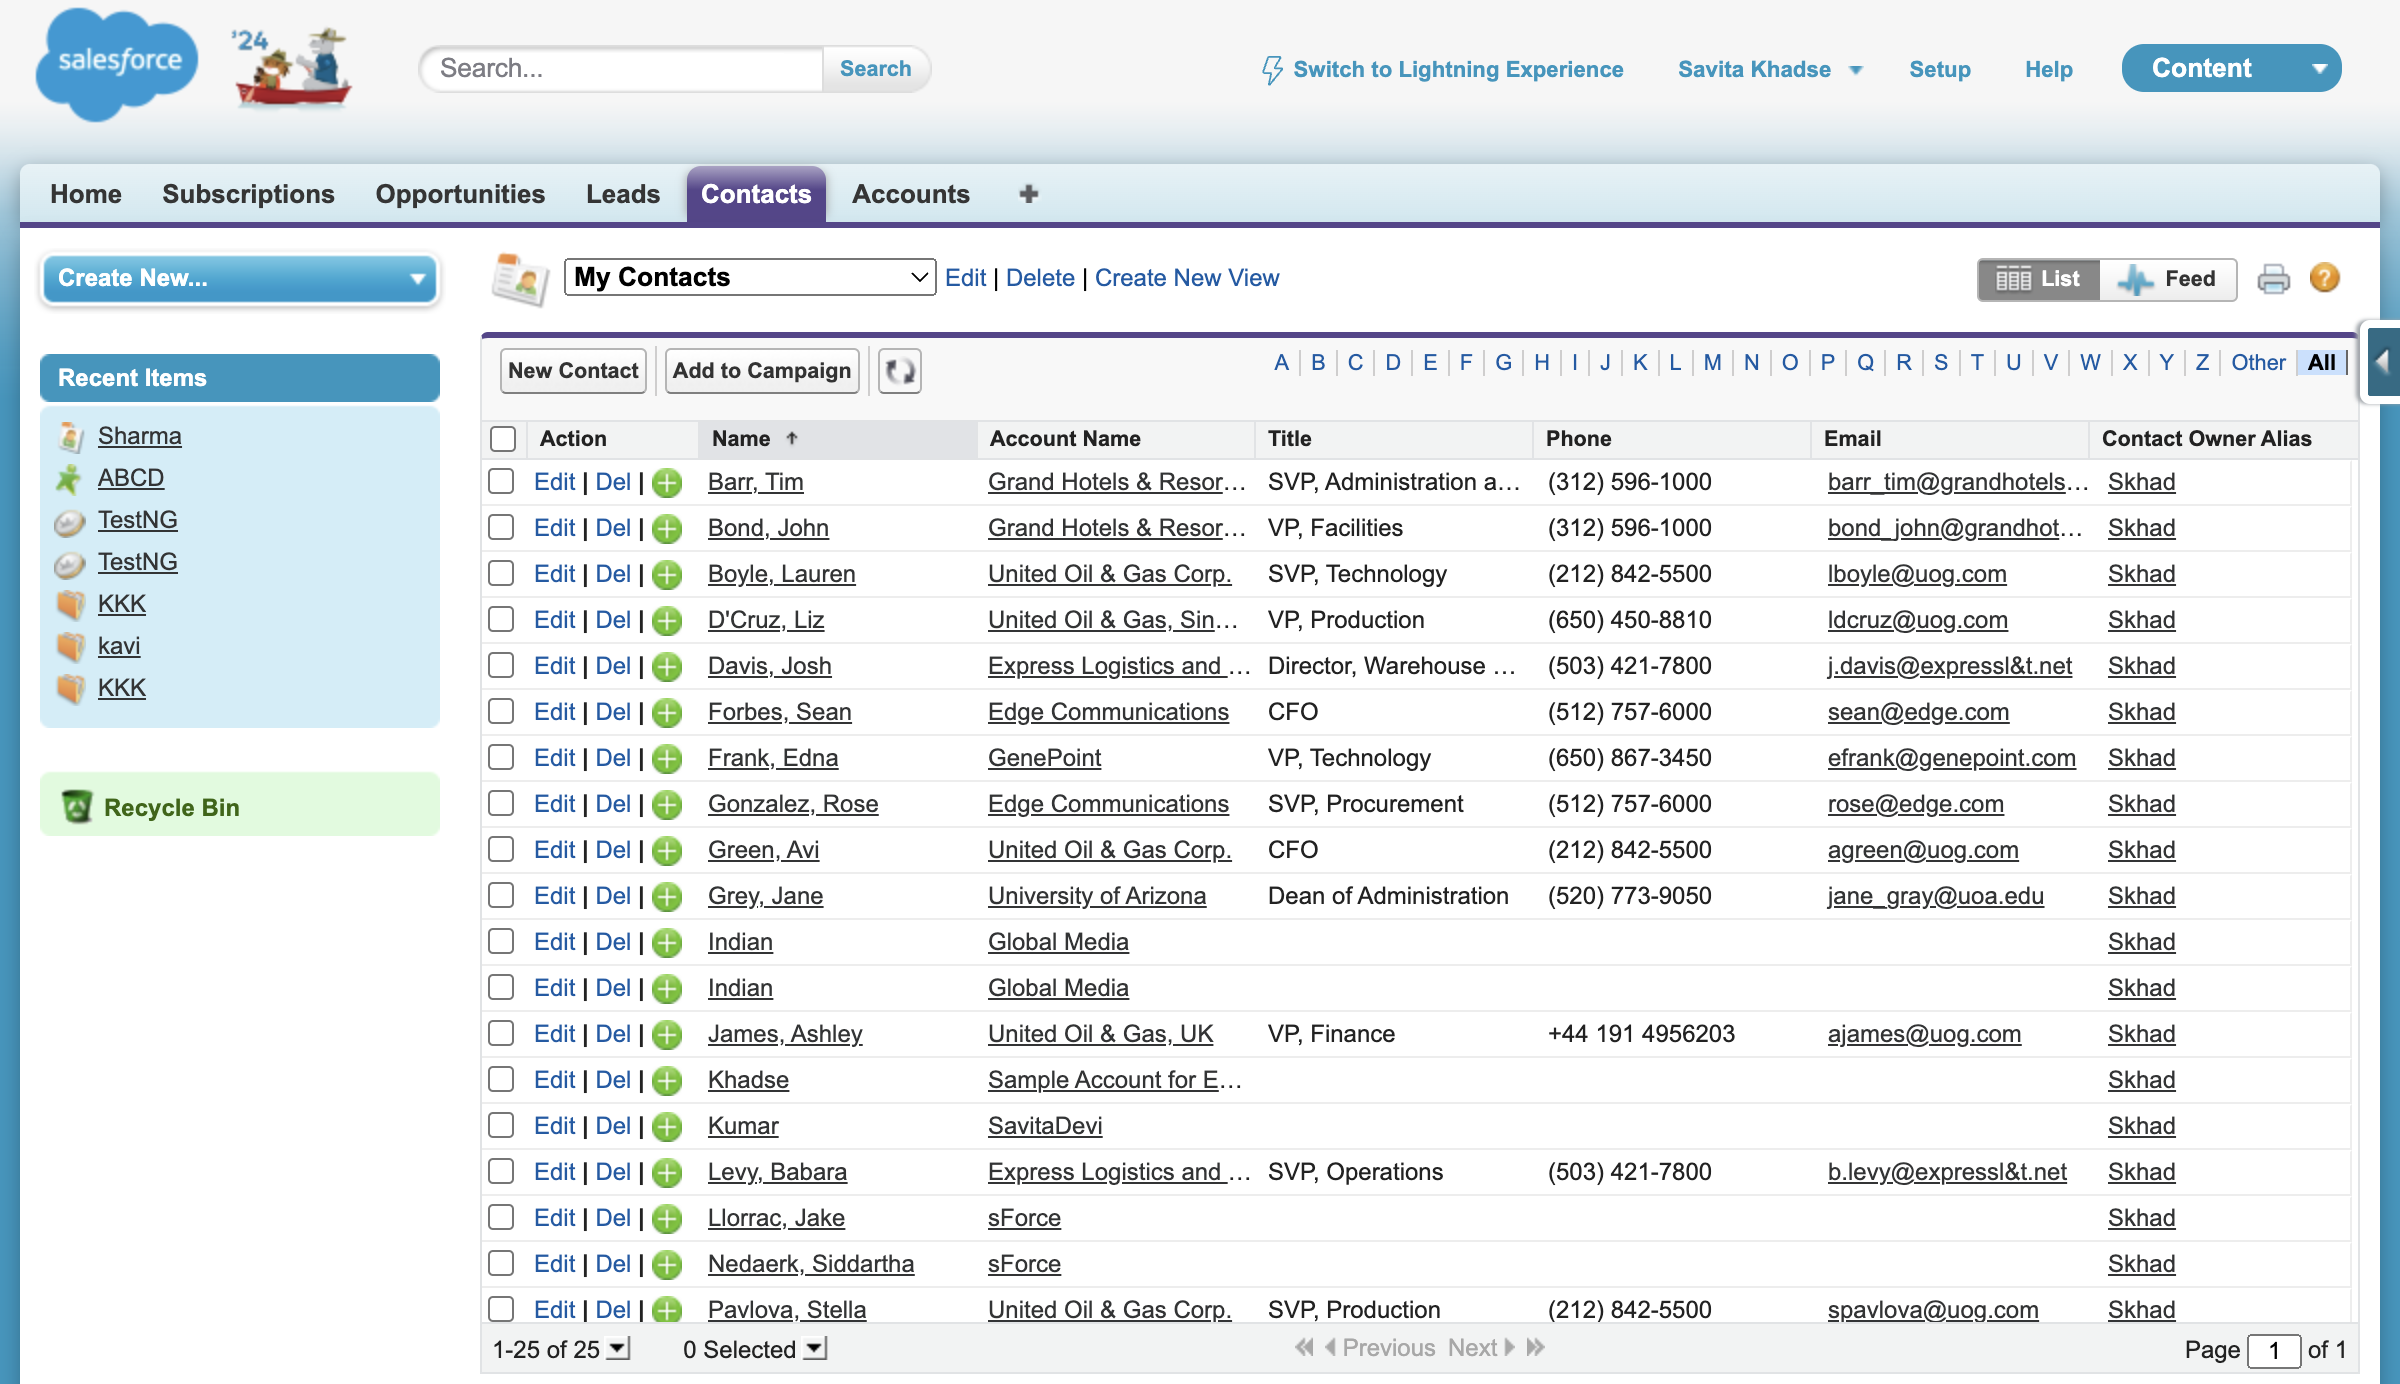 salesforce
'24
Search...
Search
Switch to Lightning Experience
Savita Khadse
Setup
Help
Content
Home Subscriptions Opportunities Leads Contacts Accounts
Create New...
Recent Items
Sharma
ABCD
TestNG
TestNG
KKK
kavi
KKK
Recycle Bin
My Contacts Edit | Delete | Create New View
List Feed
New Contact Add to Campaign
A B C D E F G H I J K L M N O P Q R S T U V W X Y Z Other All
Action Name Account Name Title Phone Email Contact Owner Alias
Edit | Del | Barr, Tim Grand Hotels & Resor... SVP, Administration a... (312) 596-1000 barr_tim@grandhotels... Skhad
Edit | Del | Bond, John Grand Hotels & Resor... VP, Facilities (312) 596-1000 bond_john@grandhot... Skhad
Edit | Del | Boyle, Lauren United Oil & Gas Corp. SVP, Technology (212) 842-5500 lboyle@uog.com Skhad
Edit | Del | D'Cruz, Liz United Oil & Gas, Sin... VP, Production (650) 450-8810 ldcruz@uog.com Skhad
Edit | Del | Davis, Josh Express Logistics and ... Director, Warehouse ... (503) 421-7800 j.davis@expressl&t.net Skhad
Edit | Del | Forbes, Sean Edge Communications CFO (512) 757-6000 sean@edge.com Skhad
Edit | Del | Frank, Edna GenePoint VP, Technology (650) 867-3450 efrank@genepoint.com Skhad
Edit | Del | Gonzalez, Rose Edge Communications SVP, Procurement (512) 757-6000 rose@edge.com Skhad
Edit | Del | Green, Avi United Oil & Gas Corp. CFO (212) 842-5500 agreen@uog.com Skhad
Edit | Del | Grey, Jane University of Arizona Dean of Administration (520) 773-9050 jane_gray@uoa.edu Skhad
Edit | Del | Indian Global Media Skhad
Edit | Del | Indian Global Media Skhad
Edit | Del | James, Ashley United Oil & Gas, UK VP, Finance +44 191 4956203 ajames@uog.com Skhad
Edit | Del | Khadse Sample Account for E... Skhad
Edit | Del | Kumar SavitaDevi Skhad
Edit | Del | Levy, Babara Express Logistics and ... SVP, Operations (503) 421-7800 b.levy@expressl&t.net Skhad
Edit | Del | Llorrac, Jake sForce Skhad
Edit | Del | Nedaerk, Siddartha sForce Skhad
Edit | Del | Pavlova, Stella United Oil & Gas Corp. SVP, Production (212) 842-5500 spavlova@uog.com Skhad
1-25 of 25 0 Selected Previous Next Page 1 of 1